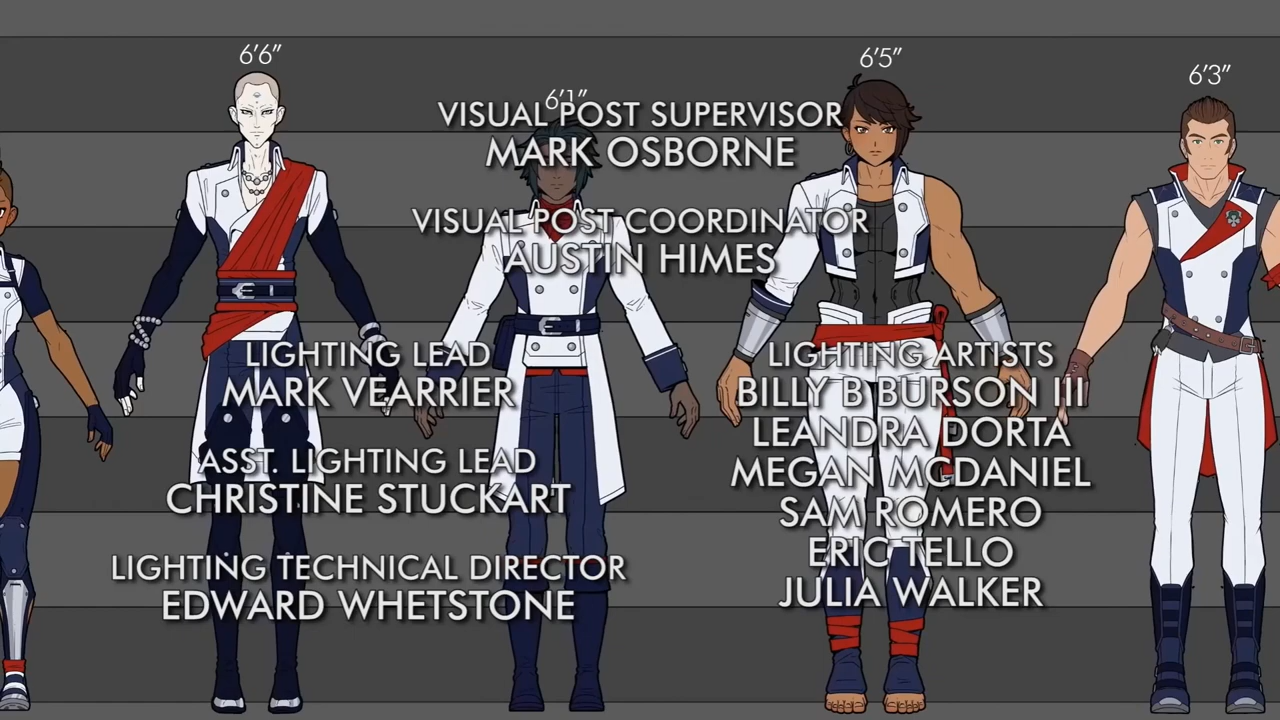 6'6"
6'1"
6'5"
6'3"
VISUAL POST SUPERVISOR
MARK OSBORNE
VISUAL POST COORDINATOR
AUSTIN HIMES
LIGHTING LEAD
MARK VEARRIER
ASST. LIGHTING LEAD
CHRISTINE STUCKART
LIGHTING TECHNICAL DIRECTOR
EDWARD WHETSTONE
LIGHTING ARTISTS
BILLY B BURSON III
LEANDRA DORTA
MEGAN MCDANIEL
SAM ROMERO
ERIC TELLO
JULIA WALKER